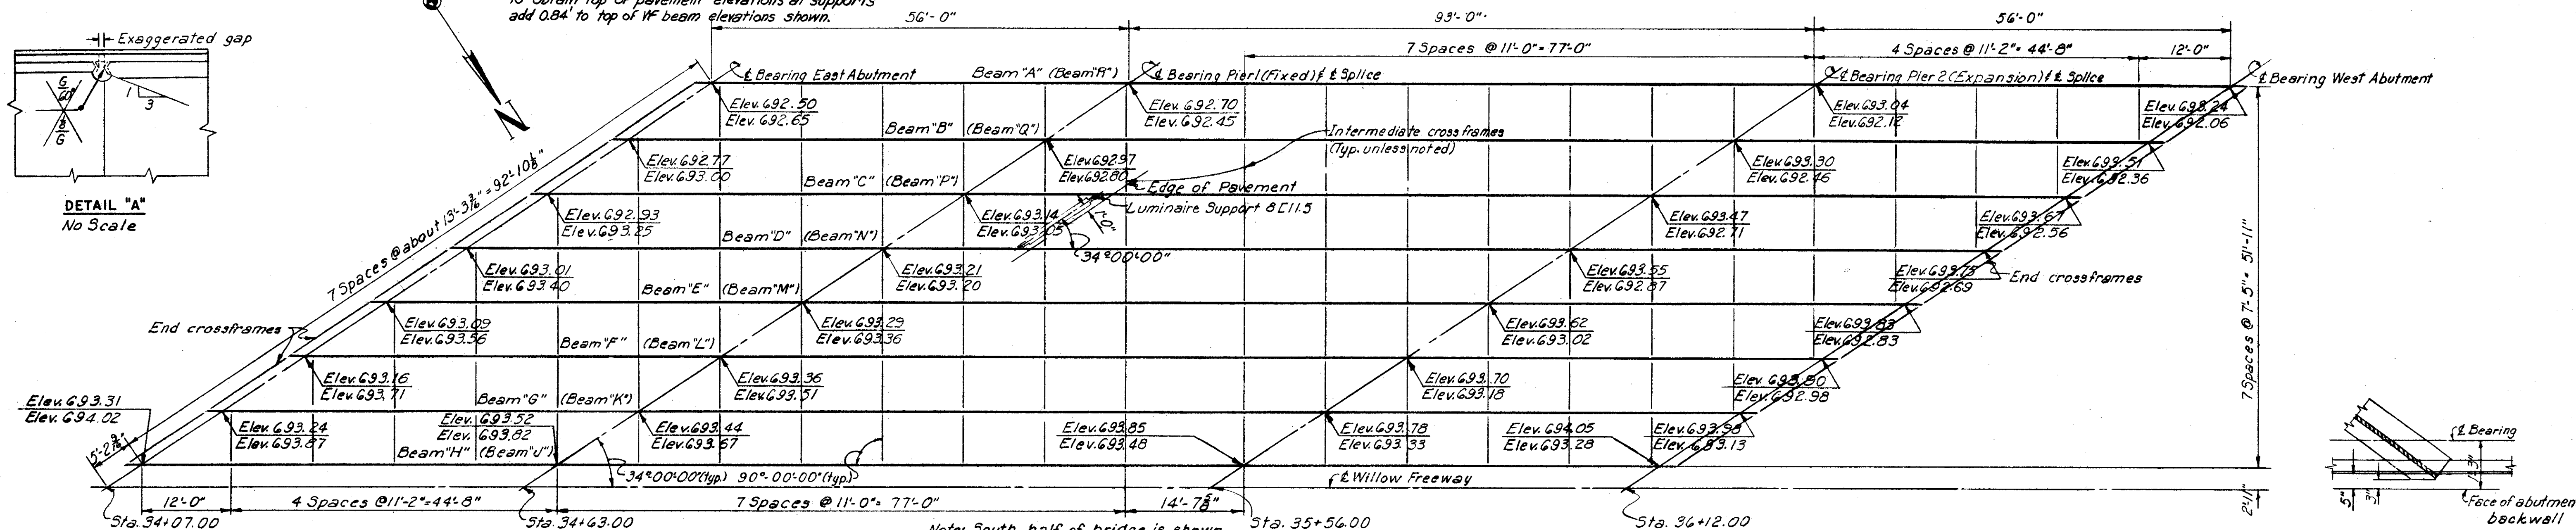 to obtain top of pavement elevations at supports
add 0.84' to top of WF beam elevations shown.
56'-0"
93'-0"
56'-0"
7 Spaces @ 11'-0" = 77'-0"
4 Spaces @ 11'-2" = 44'-8"
12'-0"
Exaggerated gap
G
60°
1
3
8
G
DETAIL "A"
No Scale
N
℄ Bearing East Abutment
Beam "A" (Beam "R")
℄ Bearing Pier 1 (Fixed) & ℄ Splice
℄ Bearing Pier 2 (Expansion) & ℄ Splice
℄ Bearing West Abutment
Elev. 692.50
Elev. 692.65
Elev. 692.70
Elev. 692.45
Elev. 693.04
Elev. 692.12
Elev. 693.24
Elev. 692.06
Beam "B" (Beam "Q")
Intermediate crossframes
(Typ. unless noted)
Elev. 692.77
Elev. 693.00
Elev. 692.97
Elev. 692.80
Elev. 693.30
Elev. 692.46
Elev. 693.51
Elev. 692.36
Beam "C" (Beam "P")
Edge of Pavement
Luminaire Support 8[11.5
1'-0"
34°00'00"
Elev. 692.93
Elev. 693.25
Elev. 693.14
Elev. 693.05
Elev. 693.47
Elev. 692.71
Elev. 693.67
Elev. 692.56
Beam "D" (Beam "N")
7 Spaces @ about 13'-3 3/16" = 92'-10 1/8"
Elev. 693.01
Elev. 693.40
Elev. 693.21
Elev. 693.20
Elev. 693.55
Elev. 692.87
Elev. 693.75
Elev. 692.69
End crossframes
Beam "E" (Beam "M")
End crossframes
Elev. 693.09
Elev. 693.56
Elev. 693.29
Elev. 693.36
Elev. 693.62
Elev. 693.02
Elev. 693.83
Elev. 692.83
7 Spaces @ 7'-5" = 51'-11"
Beam "F" (Beam "L")
Elev. 693.16
Elev. 693.71
Elev. 693.36
Elev. 693.51
Elev. 693.70
Elev. 693.18
Elev. 693.90
Elev. 692.98
Beam "G" (Beam "K")
Elev. 693.31
Elev. 694.02
Elev. 693.24
Elev. 693.87
Elev. 693.52
Elev. 693.82
Elev. 693.44
Elev. 693.67
Elev. 693.85
Elev. 693.48
Elev. 693.78
Elev. 693.33
Elev. 694.05
Elev. 693.28
Elev. 693.98
Elev. 693.13
Beam "H" (Beam "J")
34°00'00" (typ.)
90°-00'00" (typ.)
℄ Willow Freeway
12'-0"
4 Spaces @ 11'-2" = 44'-8"
7 Spaces @ 11'-0" = 77'-0"
14'-7 5/8"
2'-11"
Sta. 34+07.00
Sta. 34+63.00
Note: South half of bridge is shown
Sta. 35+56.00
Sta. 36+12.00
℄ Bearing
1'-3"
5"
3"
Face of abutment
backwall